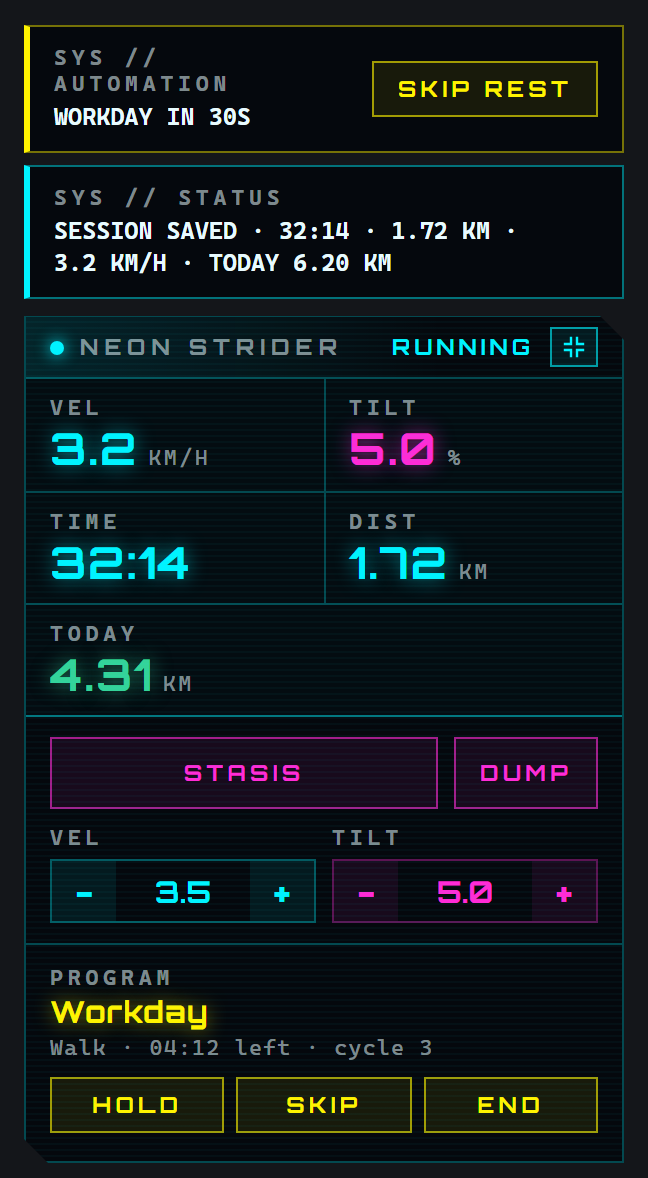 SYS //
AUTOMATION
WORKDAY IN 30S
SKIP REST
SYS // STATUS
SESSION SAVED · 32:14 · 1.72 KM ·
3.2 KM/H · TODAY 6.20 KM
NEON STRIDER RUNNING
VEL
3.2 KM/H
TILT
5.0 %
TIME
32:14
DIST
1.72 KM
TODAY
4.31 KM
STASIS DUMP
VEL
- 3.5 +
TILT
- 5.0 +
PROGRAM
Workday
Walk · 04:12 left · cycle 3
HOLD SKIP END